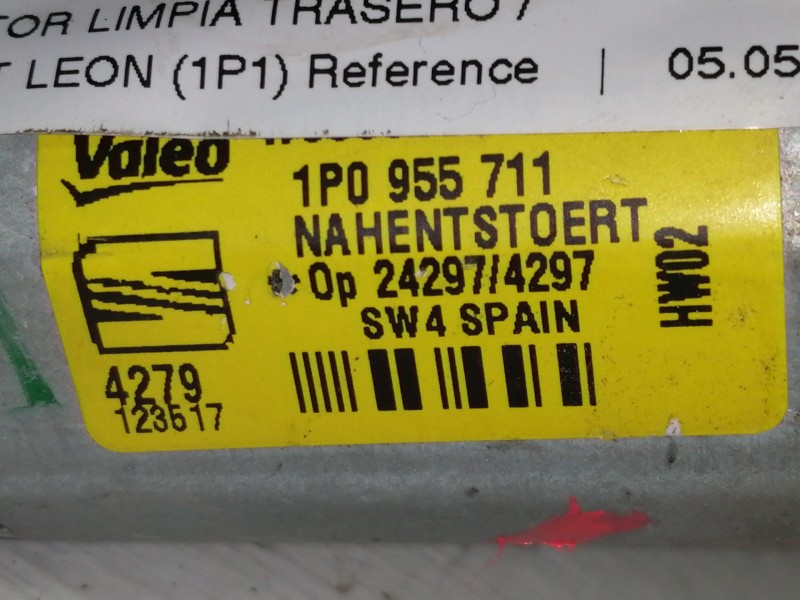 TOR LIMPIA TRASERO /
T LEON (1P1) Reference | 05.05
Valeo
1P0 955 711
NAHENTSTOERT
Op 24297/4297
SW4 SPAIN
HW02
4279
123517